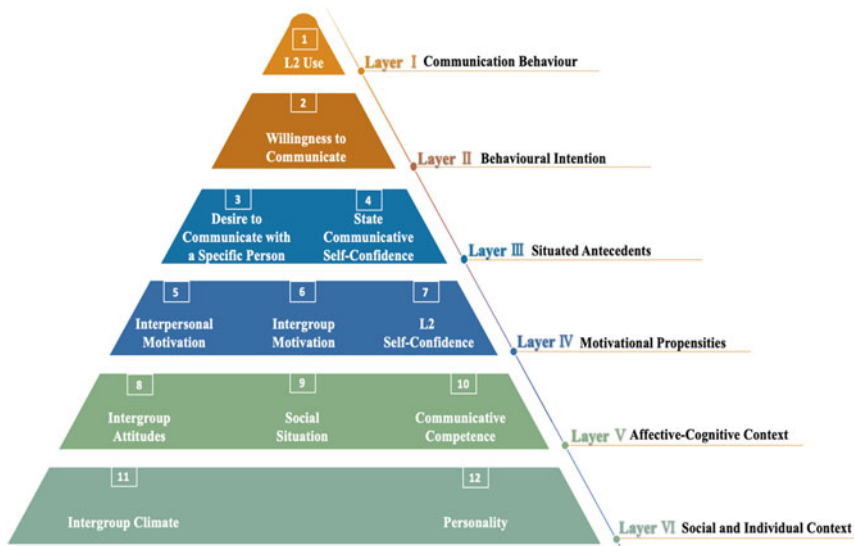 1
L2 Use
Layer Ⅰ Communication Behaviour
2
Willingness to
Communicate
Layer Ⅱ Behavioural Intention
3
Desire to
Communicate with
a Specific Person
4
State
Communicative
Self-Confidence
Layer Ⅲ Situated Antecedents
5
Interpersonal
Motivation
6
Intergroup
Motivation
7
L2
Self-Confidence
Layer Ⅳ Motivational Propensities
8
Intergroup
Attitudes
9
Social
Situation
10
Communicative
Competence
Layer Ⅴ Affective-Cognitive Context
11
Intergroup Climate
12
Personality
Layer Ⅵ Social and Individual Context